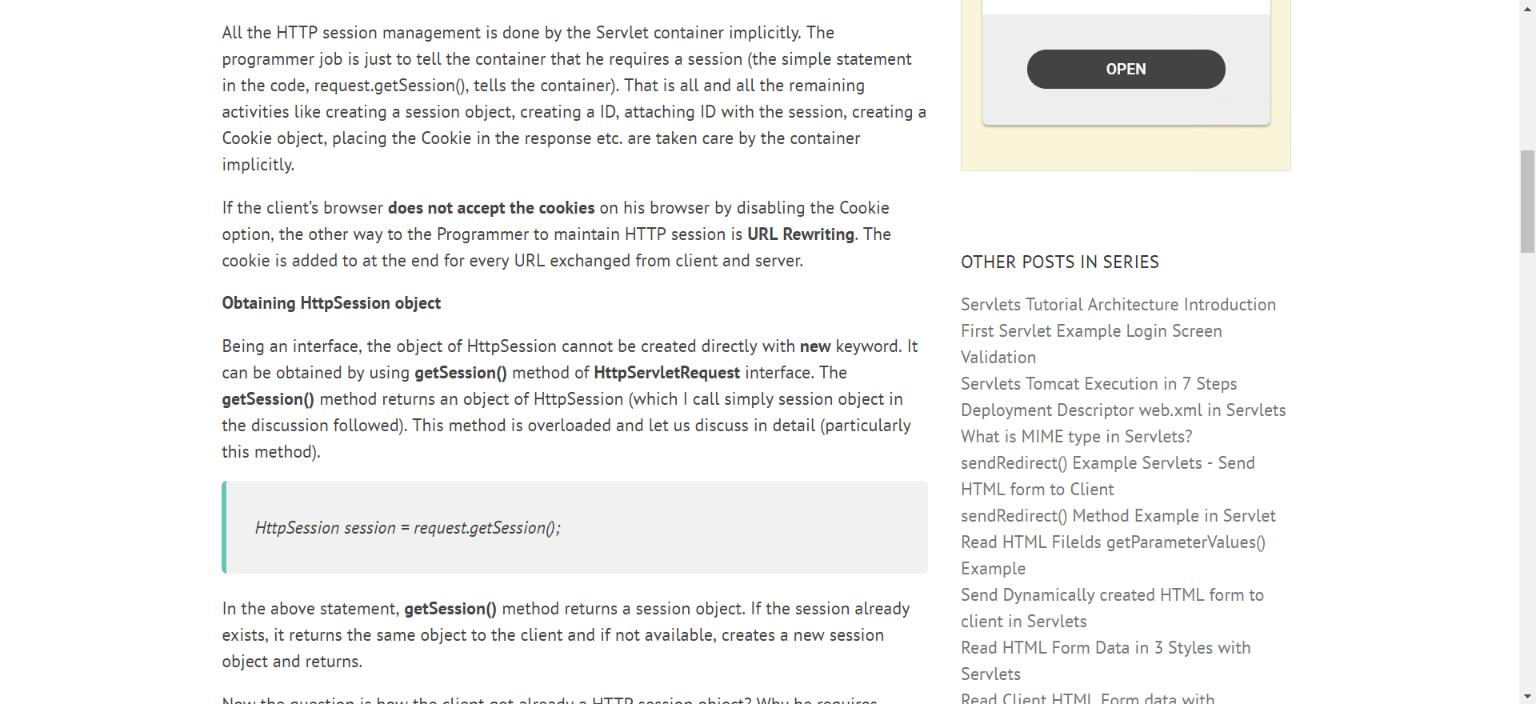 All the HTTP session management is done by the Servlet container implicitly. The
programmer job is just to tell the container that he requires a session (the simple statement
in the code, request.getSession(), tells the container). That is all and all the remaining
activities like creating a session object, creating a ID, attaching ID with the session, creating a
Cookie object, placing the Cookie in the response etc. are taken care by the container
implicitly.
If the client’s browser does not accept the cookies on his browser by disabling the Cookie
option, the other way to the Programmer to maintain HTTP session is URL Rewriting. The
cookie is added to at the end for every URL exchanged from client and server.
Obtaining HttpSession object
Being an interface, the object of HttpSession cannot be created directly with new keyword. It
can be obtained by using getSession() method of HttpServletRequest interface. The
getSession() method returns an object of HttpSession (which I call simply session object in
the discussion followed). This method is overloaded and let us discuss in detail (particularly
this method).
HttpSession session = request.getSession();
In the above statement, getSession() method returns a session object. If the session already
exists, it returns the same object to the client and if not available, creates a new session
object and returns.
Now the question is how the client got already a HTTP session object? Why he requires
OPEN
OTHER POSTS IN SERIES
Servlets Tutorial Architecture Introduction
First Servlet Example Login Screen
Validation
Servlets Tomcat Execution in 7 Steps
Deployment Descriptor web.xml in Servlets
What is MIME type in Servlets?
sendRedirect() Example Servlets - Send
HTML form to Client
sendRedirect() Method Example in Servlet
Read HTML Filelds getParameterValues()
Example
Send Dynamically created HTML form to
client in Servlets
Read HTML Form Data in 3 Styles with
Servlets
Read Client HTML Form data with